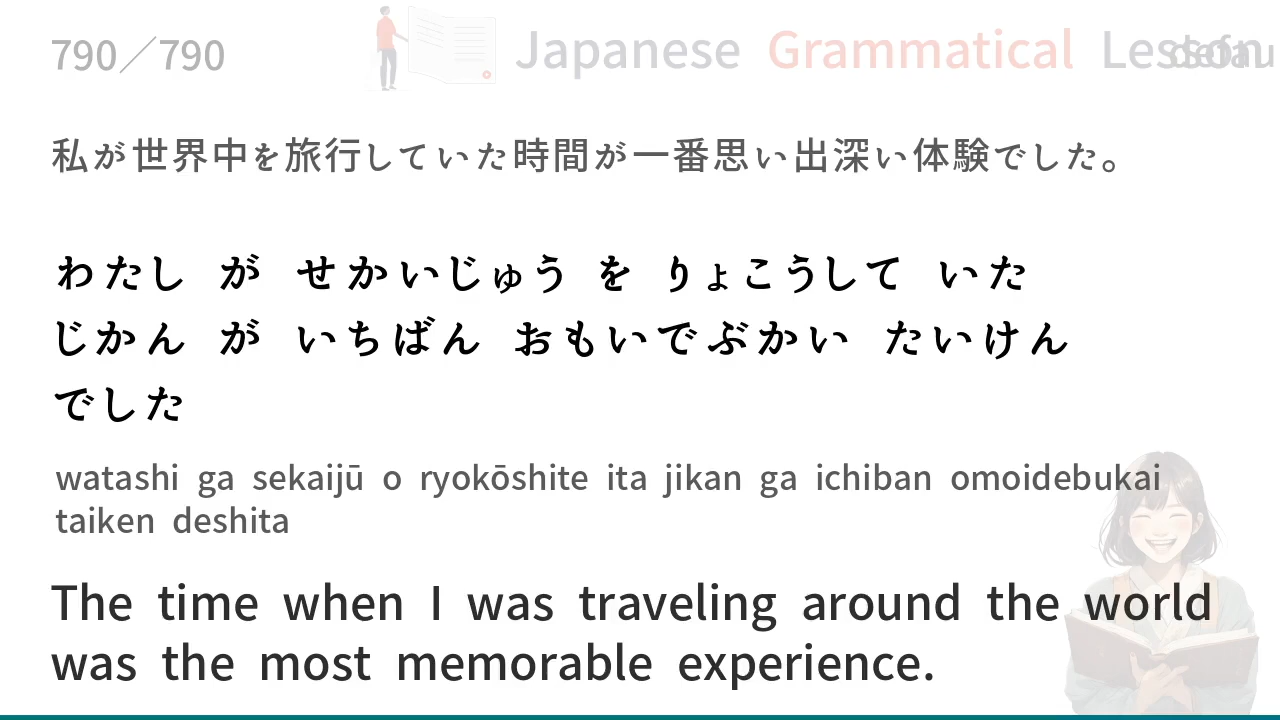 790／790
Japanese Grammatical Lesson
私が世界中を旅行していた時間が一番思い出深い体験でした。
わたし が せかいじゅう を りょこうして いた
じかん が いちばん おもいでぶかい たいけん
でした
watashi ga sekaijū o ryokōshite ita jikan ga ichiban omoidebukai
taiken deshita
The time when I was traveling around the world
was the most memorable experience.